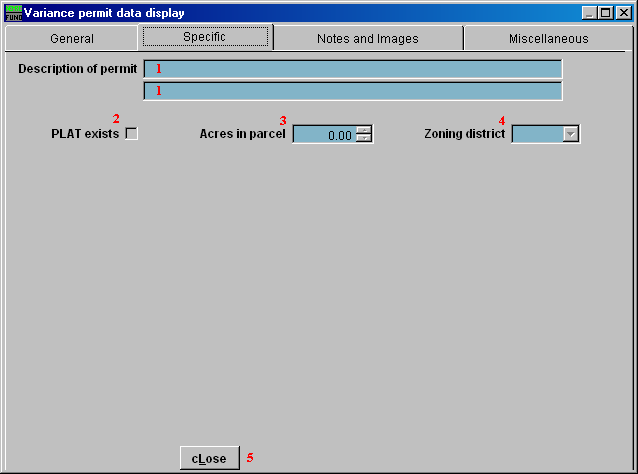 FUND
Variance permit data display
General Specific Notes and Images Miscellaneous
Description of permit 1
1
2 3 4
PLAT exists Acres in parcel 0.00 Zoning district
cLose 5